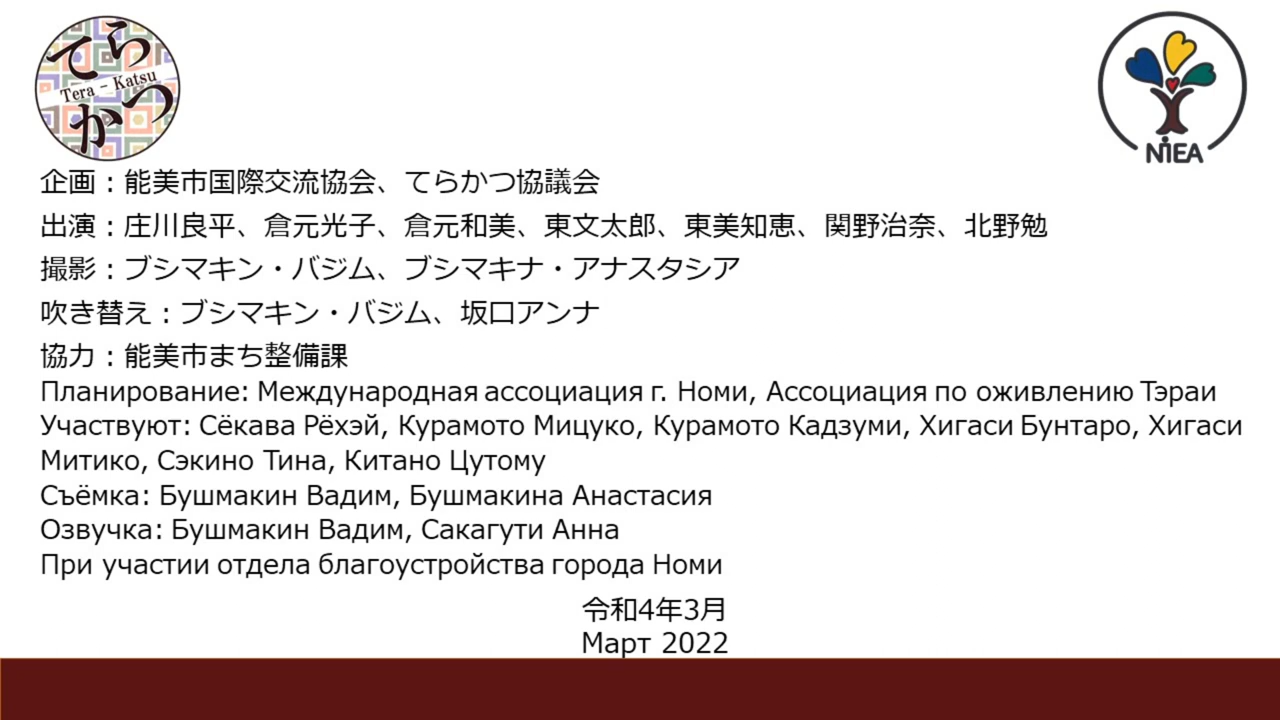 てら
Tera - Katsu
かつ
NIEA
企画：能美市国際交流協会、てらかつ協議会
出演：庄川良平、倉元光子、倉元和美、東文太郎、東美知恵、関野治奈、北野勉
撮影：ブシマキン・バジム、ブシマキナ・アナスタシア
吹き替え：ブシマキン・バジム、坂口アンナ
協力：能美市まち整備課
Планирование: Международная ассоциация г. Номи, Ассоциация по оживлению Тэраи
Участвуют: Сёкава Рёхэй, Курамото Мицуко, Курамото Кадзуми, Хигаси Бунтаро, Хигаси
Митико, Сэкино Тина, Китано Цутому
Съёмка: Бушмакин Вадим, Бушмакина Анастасия
Озвучка: Бушмакин Вадим, Сакагути Анна
При участии отдела благоустройства города Номи
令和4年3月
Март 2022